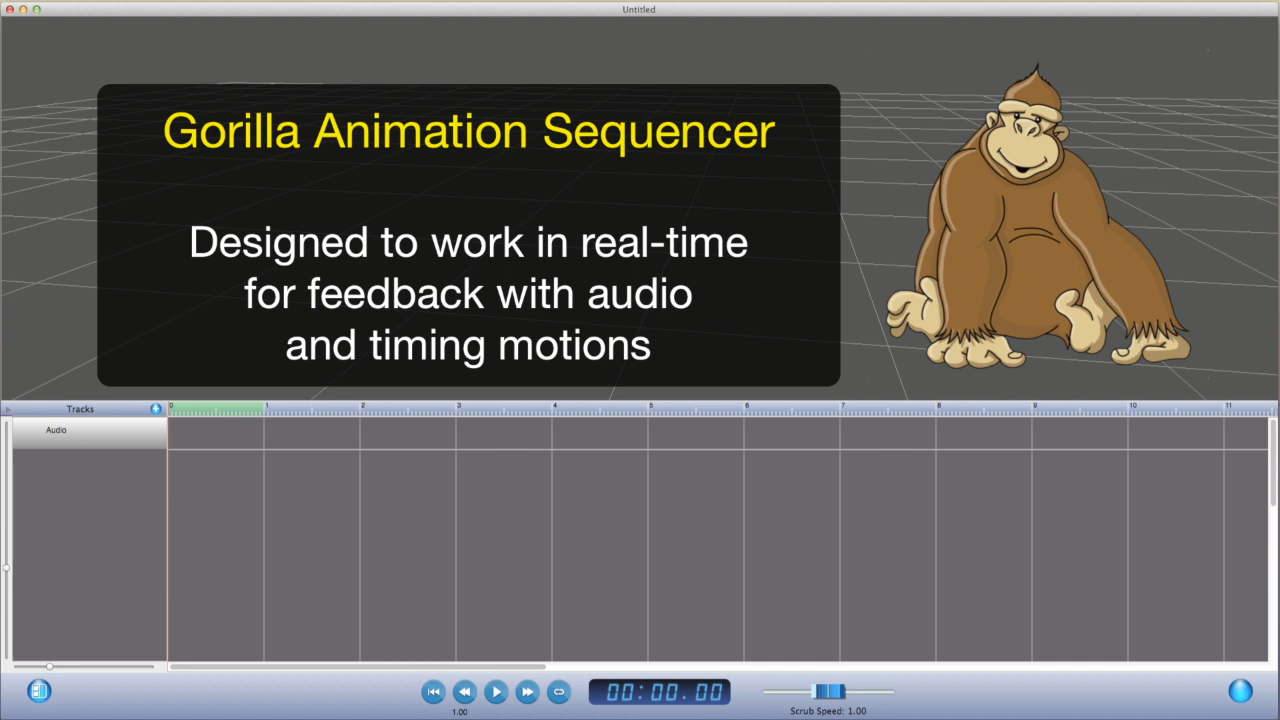 Untitled
Gorilla Animation Sequencer
Designed to work in real-time
for feedback with audio
and timing motions
Tracks
0 1 2 3 4 5 6 7 8 9 10 11
Audio
00:00.00
1.00
Scrub Speed: 1.00